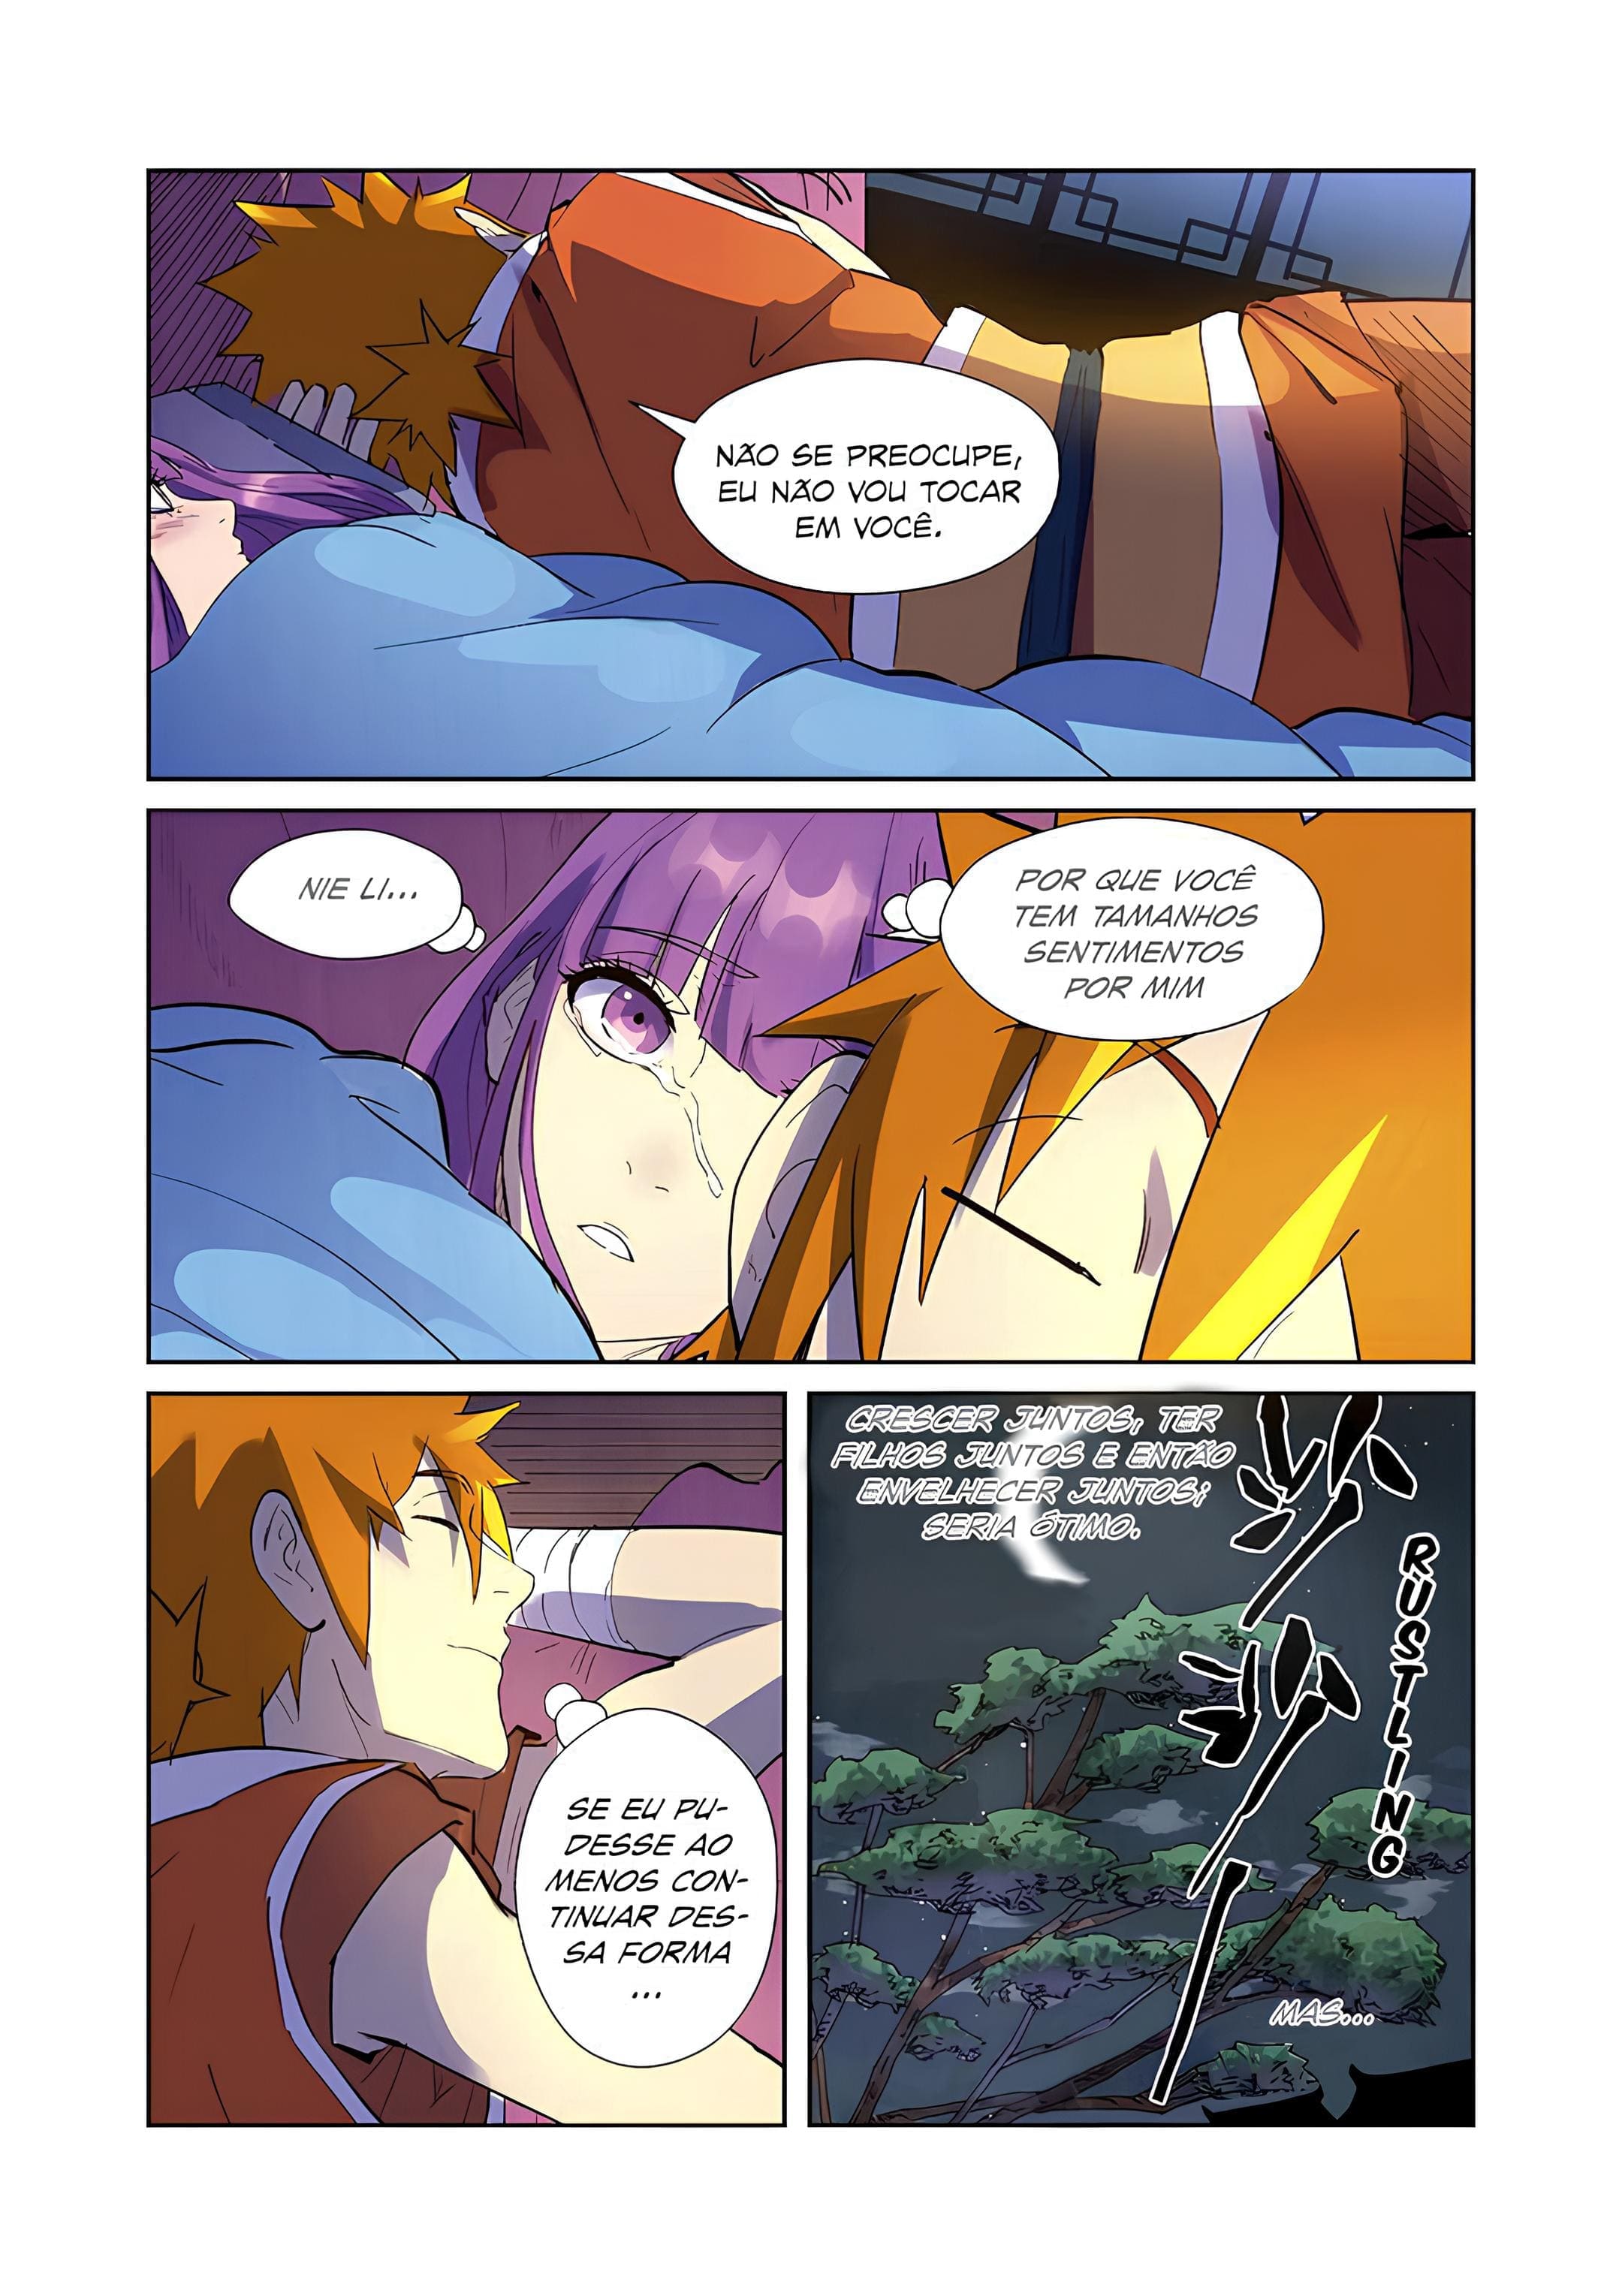 NÃO SE PREOCUPE,
EU NÃO VOU TOCAR
EM VOCÊ.
NIE LI...
POR QUE VOCÊ
TEM TAMANHOS
SENTIMENTOS
POR MIM
SE EU PU-
DESSE AO
MENOS CON-
TINUAR DES-
SA FORMA
...
CRESCER JUNTOS, TER
FILHOS JUNTOS E ENTÃO
ENVELHECER JUNTOS;
SERIA ÓTIMO.
沙
沙
RUSTLING
MAS...